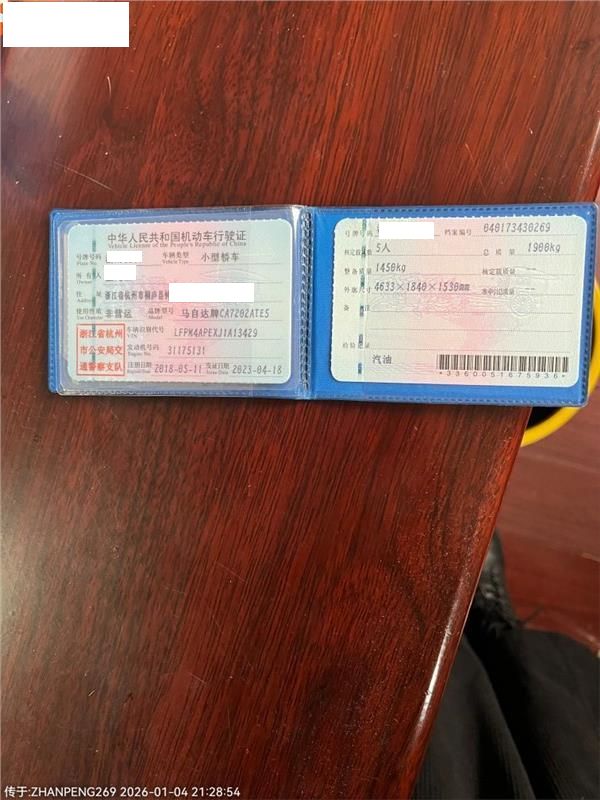 中华人民共和国机动车行驶证
Vehicle License of the People's Republic of China
号牌号码
Plate No.
车辆类型
Vehicle Type
小型轿车
所有人
Owner
住址
Address
浙江省杭州市桐庐县
使用性质
Use Character
非营运
品牌型号
Model
马自达牌CA7202ATE5
浙江省杭州
市公安局交
通警察支队
车辆识别代号
VIN
LFPM4APEXJ1A13429
发动机号码
Engine No.
31175131
注册日期
Register Date
2018-05-11
发证日期
Issue Date
2023-04-18
号牌号码
档案编号
040173430269
核定载人数
5人
总质量
1900kg
整备质量
1450kg
核定载质量
--
外廓尺寸
4633×1840×1530mm
准牵引总质量
--
备注
检验记录
汽油
*3360051675936*
传于:ZHANPENG269 2026-01-04 21:28:54